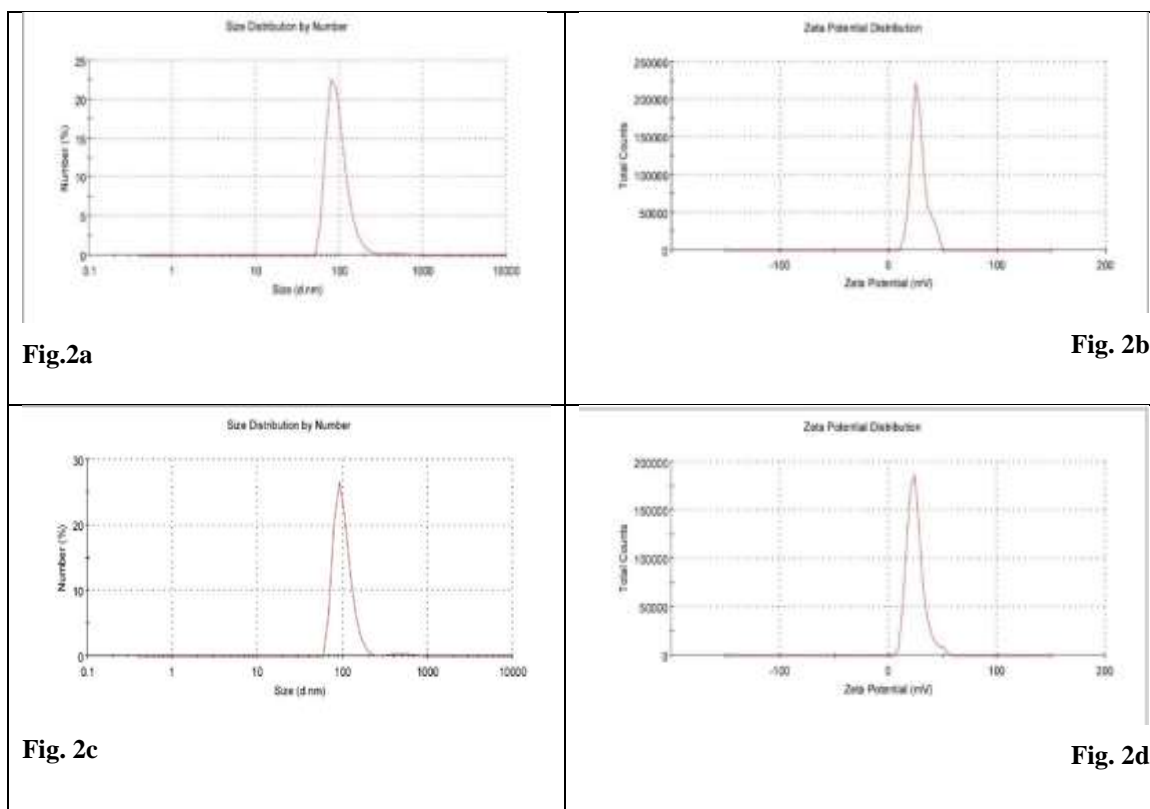 Size Distribution by Number
25
20
15
10
5
0
Number (%)
0.1 1 10 100 1000 10000
Size (d.nm)
Fig.2a
Zeta Potential Distribution
250000
200000
150000
100000
50000
0
Total Counts
-100 0 100 200
Zeta Potential (mV)
Fig. 2b
Size Distribution by Number
30
20
10
0
Number (%)
0.1 1 10 100 1000 10000
Size (d.nm)
Fig. 2c
Zeta Potential Distribution
200000
150000
100000
50000
0
Total Counts
-100 0 100 200
Zeta Potential (mV)
Fig. 2d